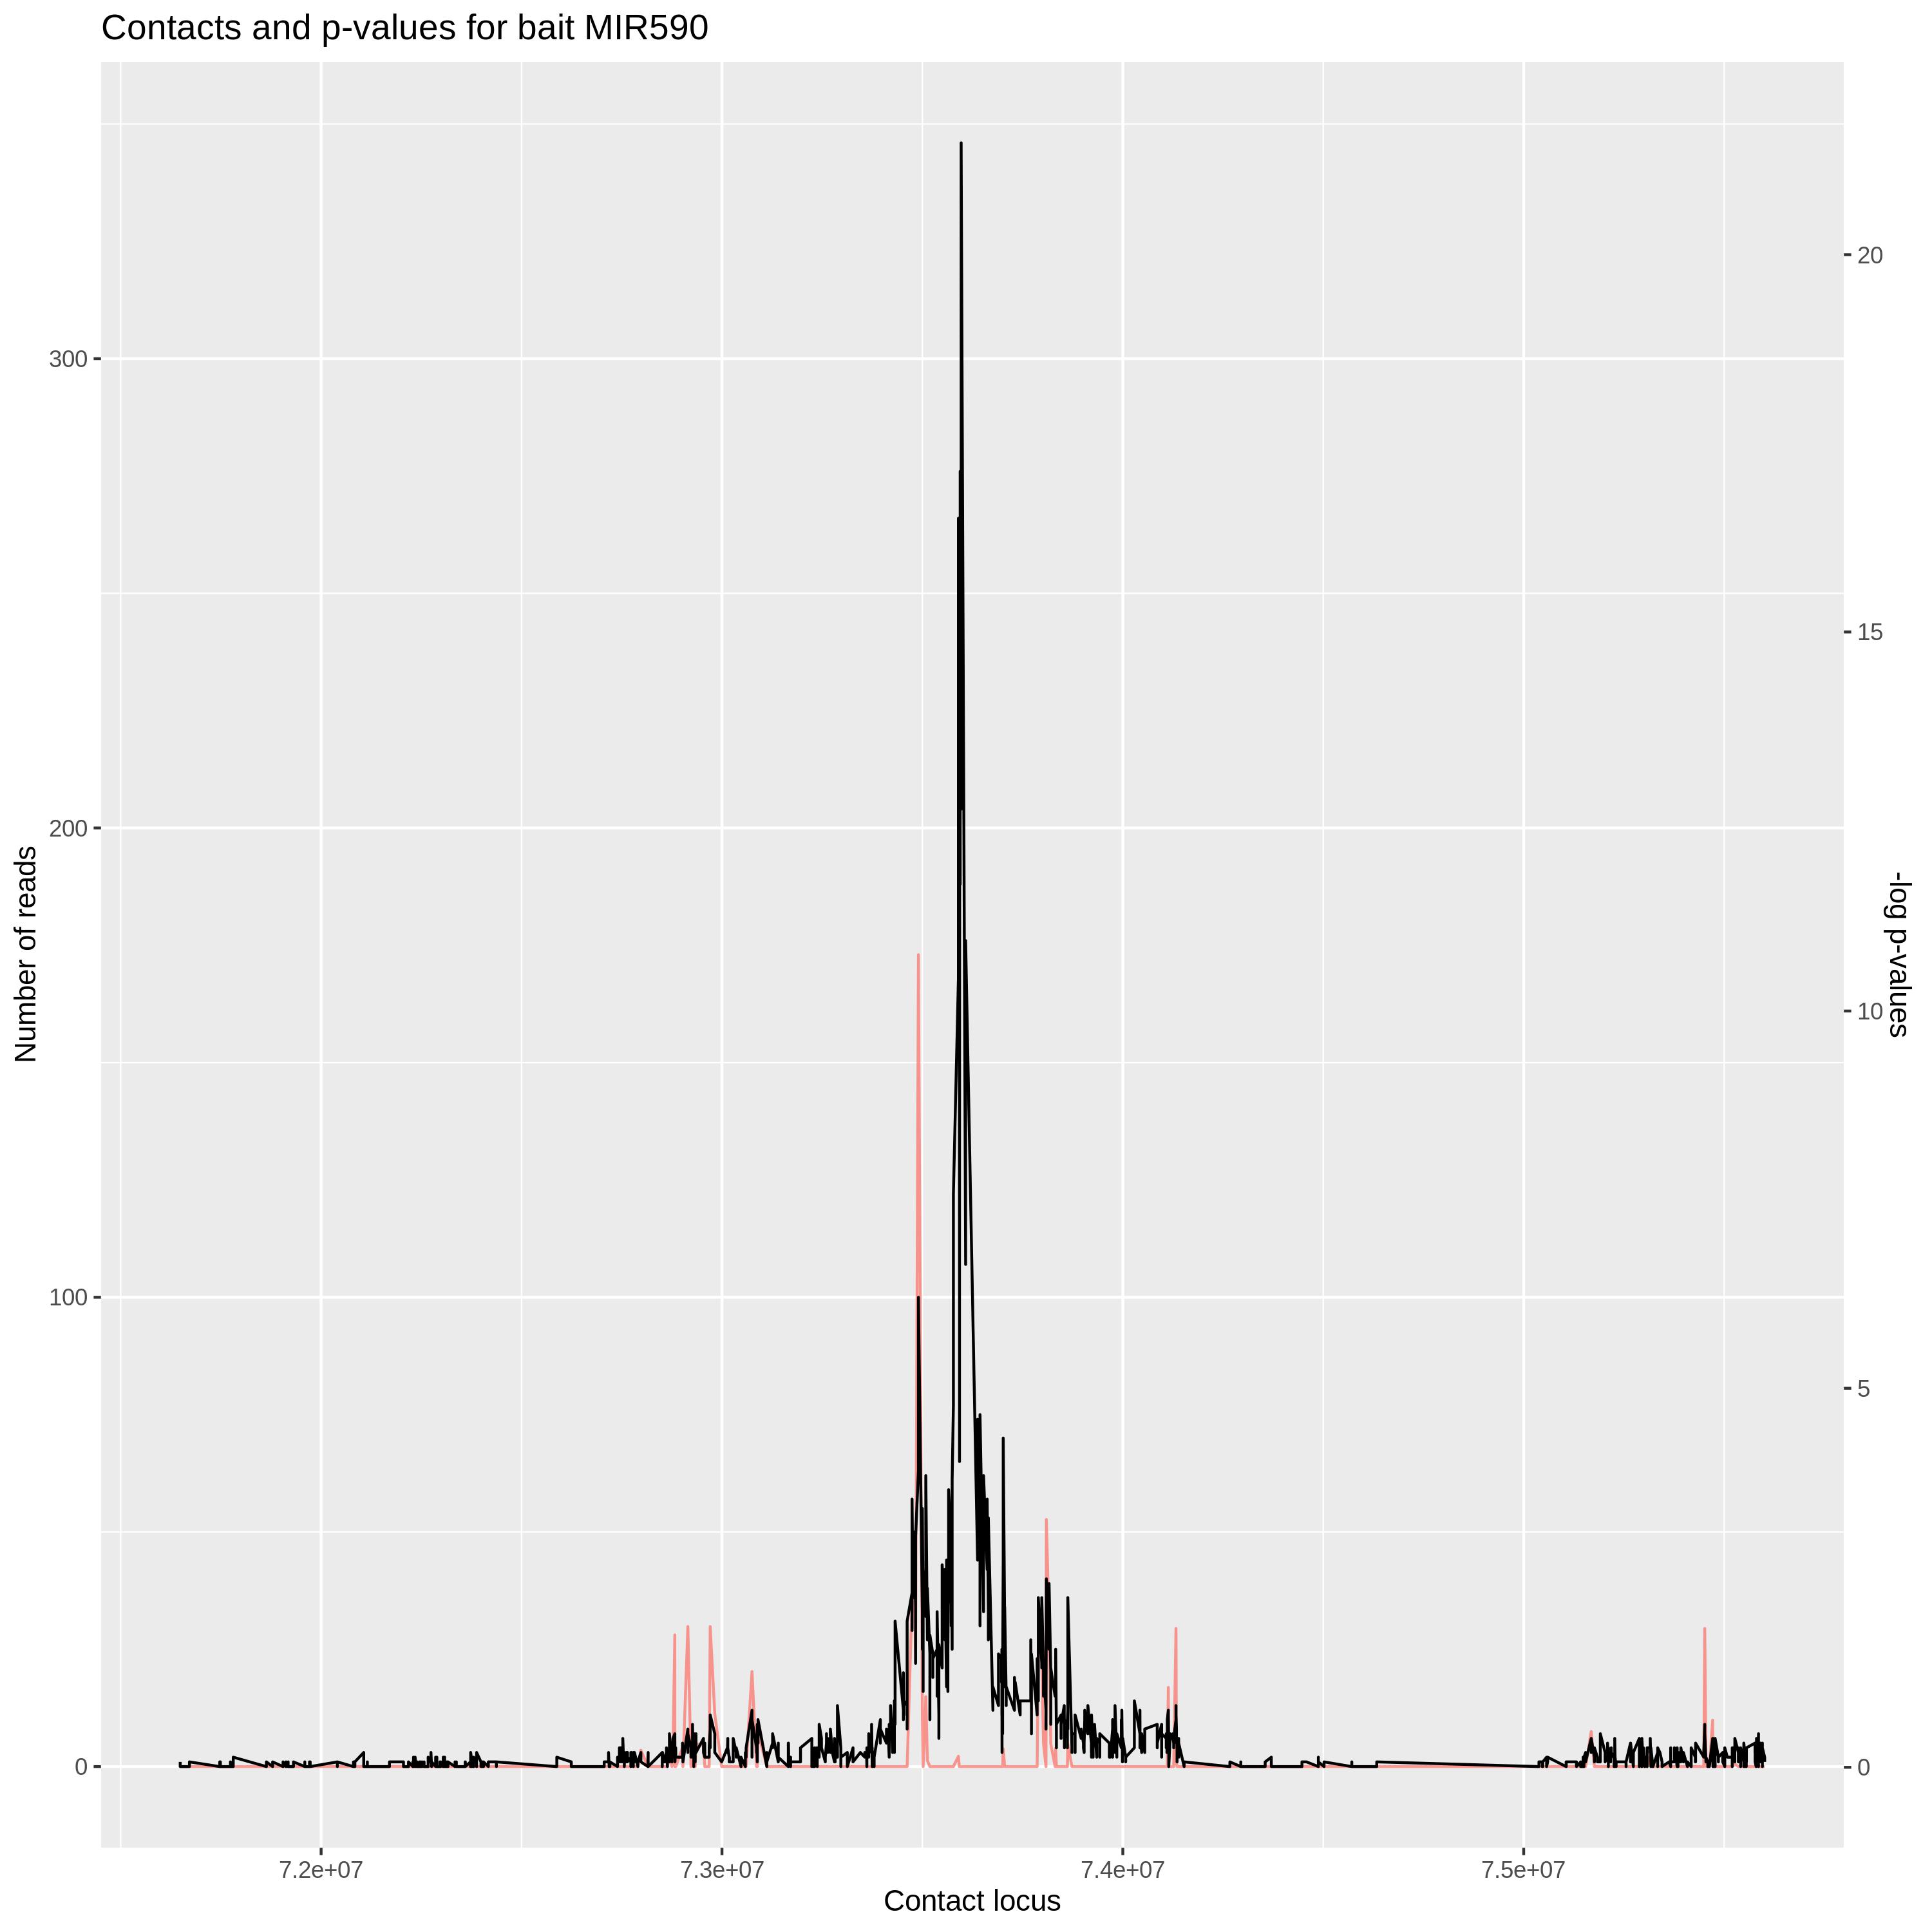 Contacts and p-values for bait MIR590
300
200
100
0
20
15
10
5
0
Number of reads
-log p-values
7.2e+07
7.3e+07
7.4e+07
7.5e+07
Contact locus